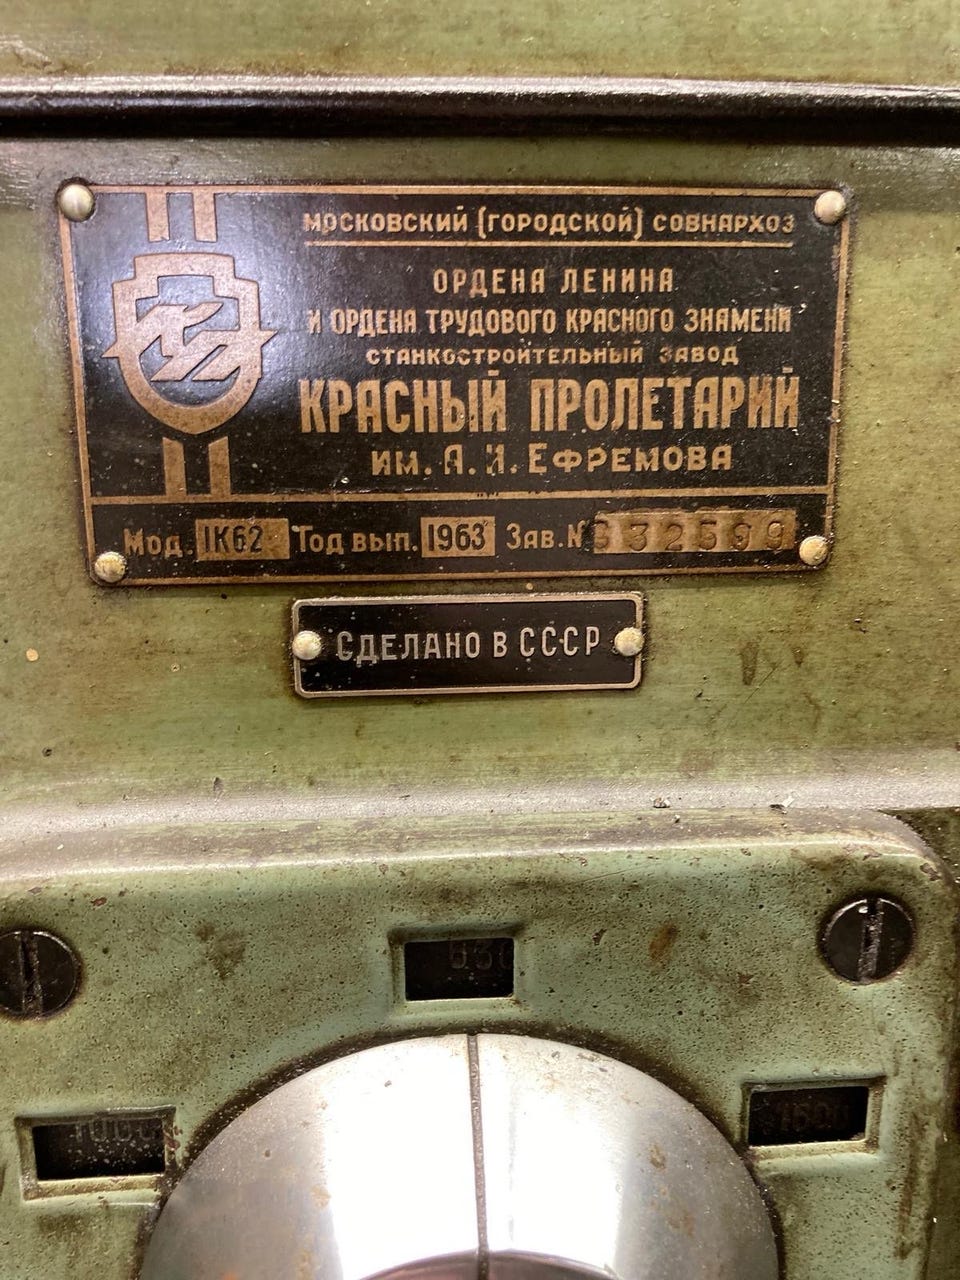 МОСКОВСКИЙ (ГОРОДСКОЙ) СОВНАРХОЗ
ОРДЕНА ЛЕНИНА
И ОРДЕНА ТРУДОВОГО КРАСНОГО ЗНАМЕНИ
СТАНКОСТРОИТЕЛЬНЫЙ ЗАВОД
КРАСНЫЙ ПРОЛЕТАРИЙ
ИМ. А. И. ЕФРЕМОВА
Мод. 1К62 Год вып. 1963 Зав. №
СДЕЛАНО В СССР
630